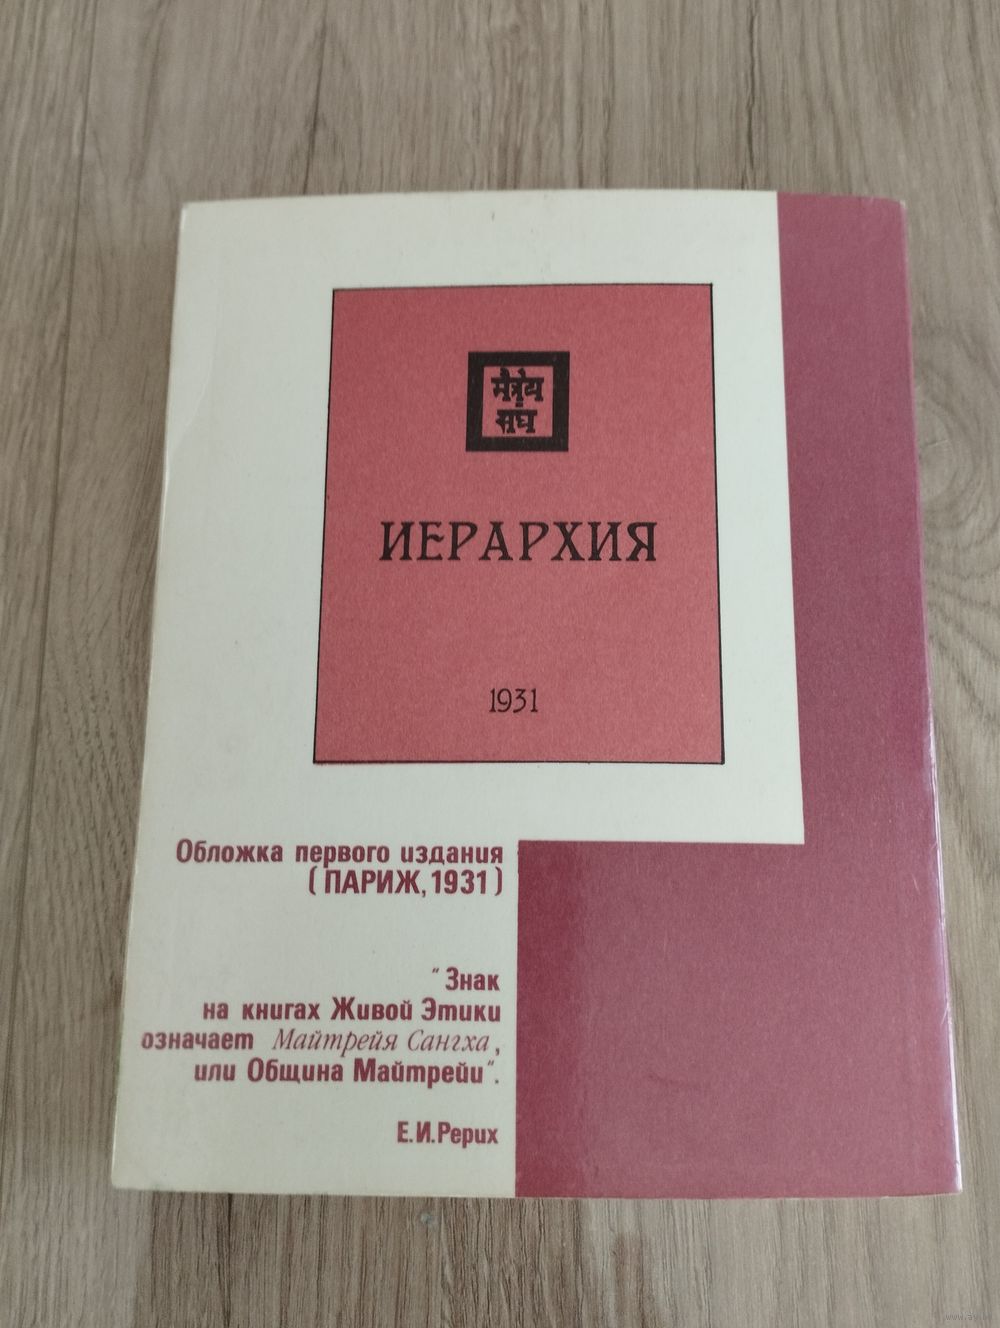 मैत्रेय
संघ
ИЕРАРХИЯ
1931
Обложка первого издания
(ПАРИЖ, 1931)
"Знак
на книгах Живой Этики
означает Майтрейя Сангха,
или Община Майтрейи".
Е.И.Рерих